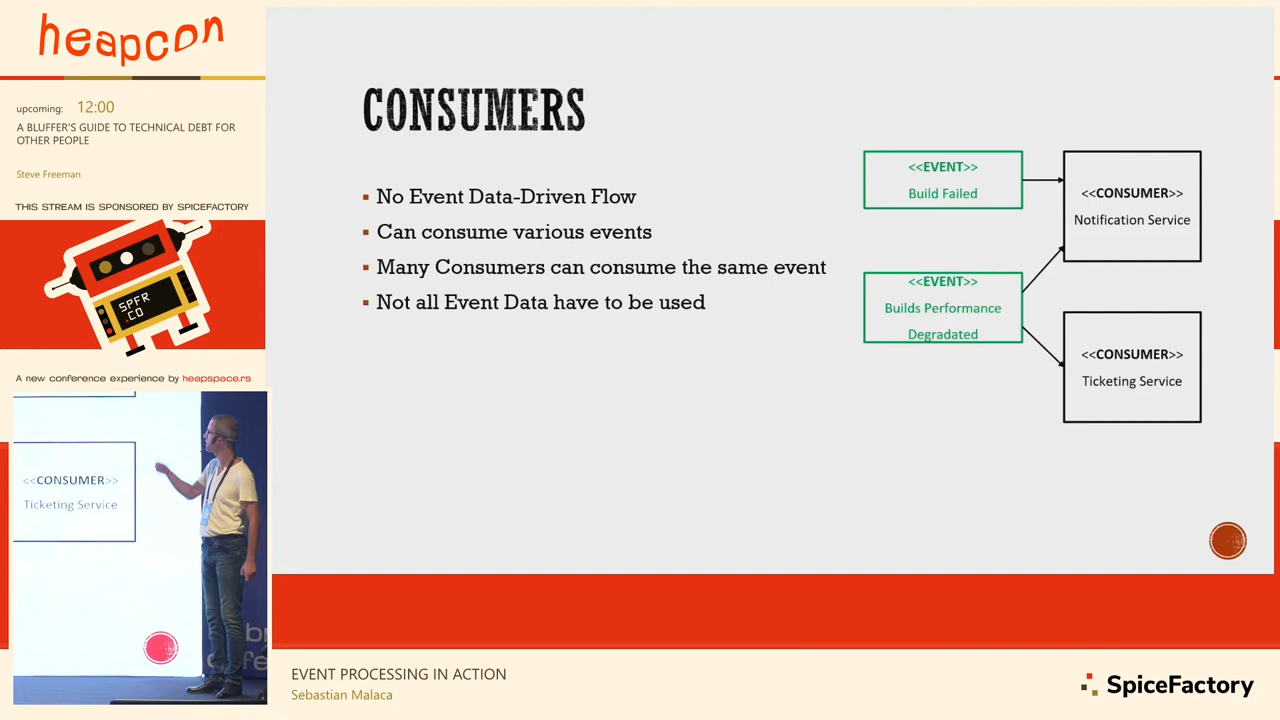 heapcon
upcoming: 12:00
A BLUFFER'S GUIDE TO TECHNICAL DEBT FOR
OTHER PEOPLE
Steve Freeman
THIS STREAM IS SPONSORED BY SPICEFACTORY
SPFR
.CO
A new conference experience by heapspace.rs
<<CONSUMER>>
Ticketing Service
CONSUMERS
▪ No Event Data-Driven Flow
▪ Can consume various events
▪ Many Consumers can consume the same event
▪ Not all Event Data have to be used
<<EVENT>>
Build Failed
<<CONSUMER>>
Notification Service
<<EVENT>>
Builds Performance
Degradated
<<CONSUMER>>
Ticketing Service
EVENT PROCESSING IN ACTION
Sebastian Malaca
SpiceFactory